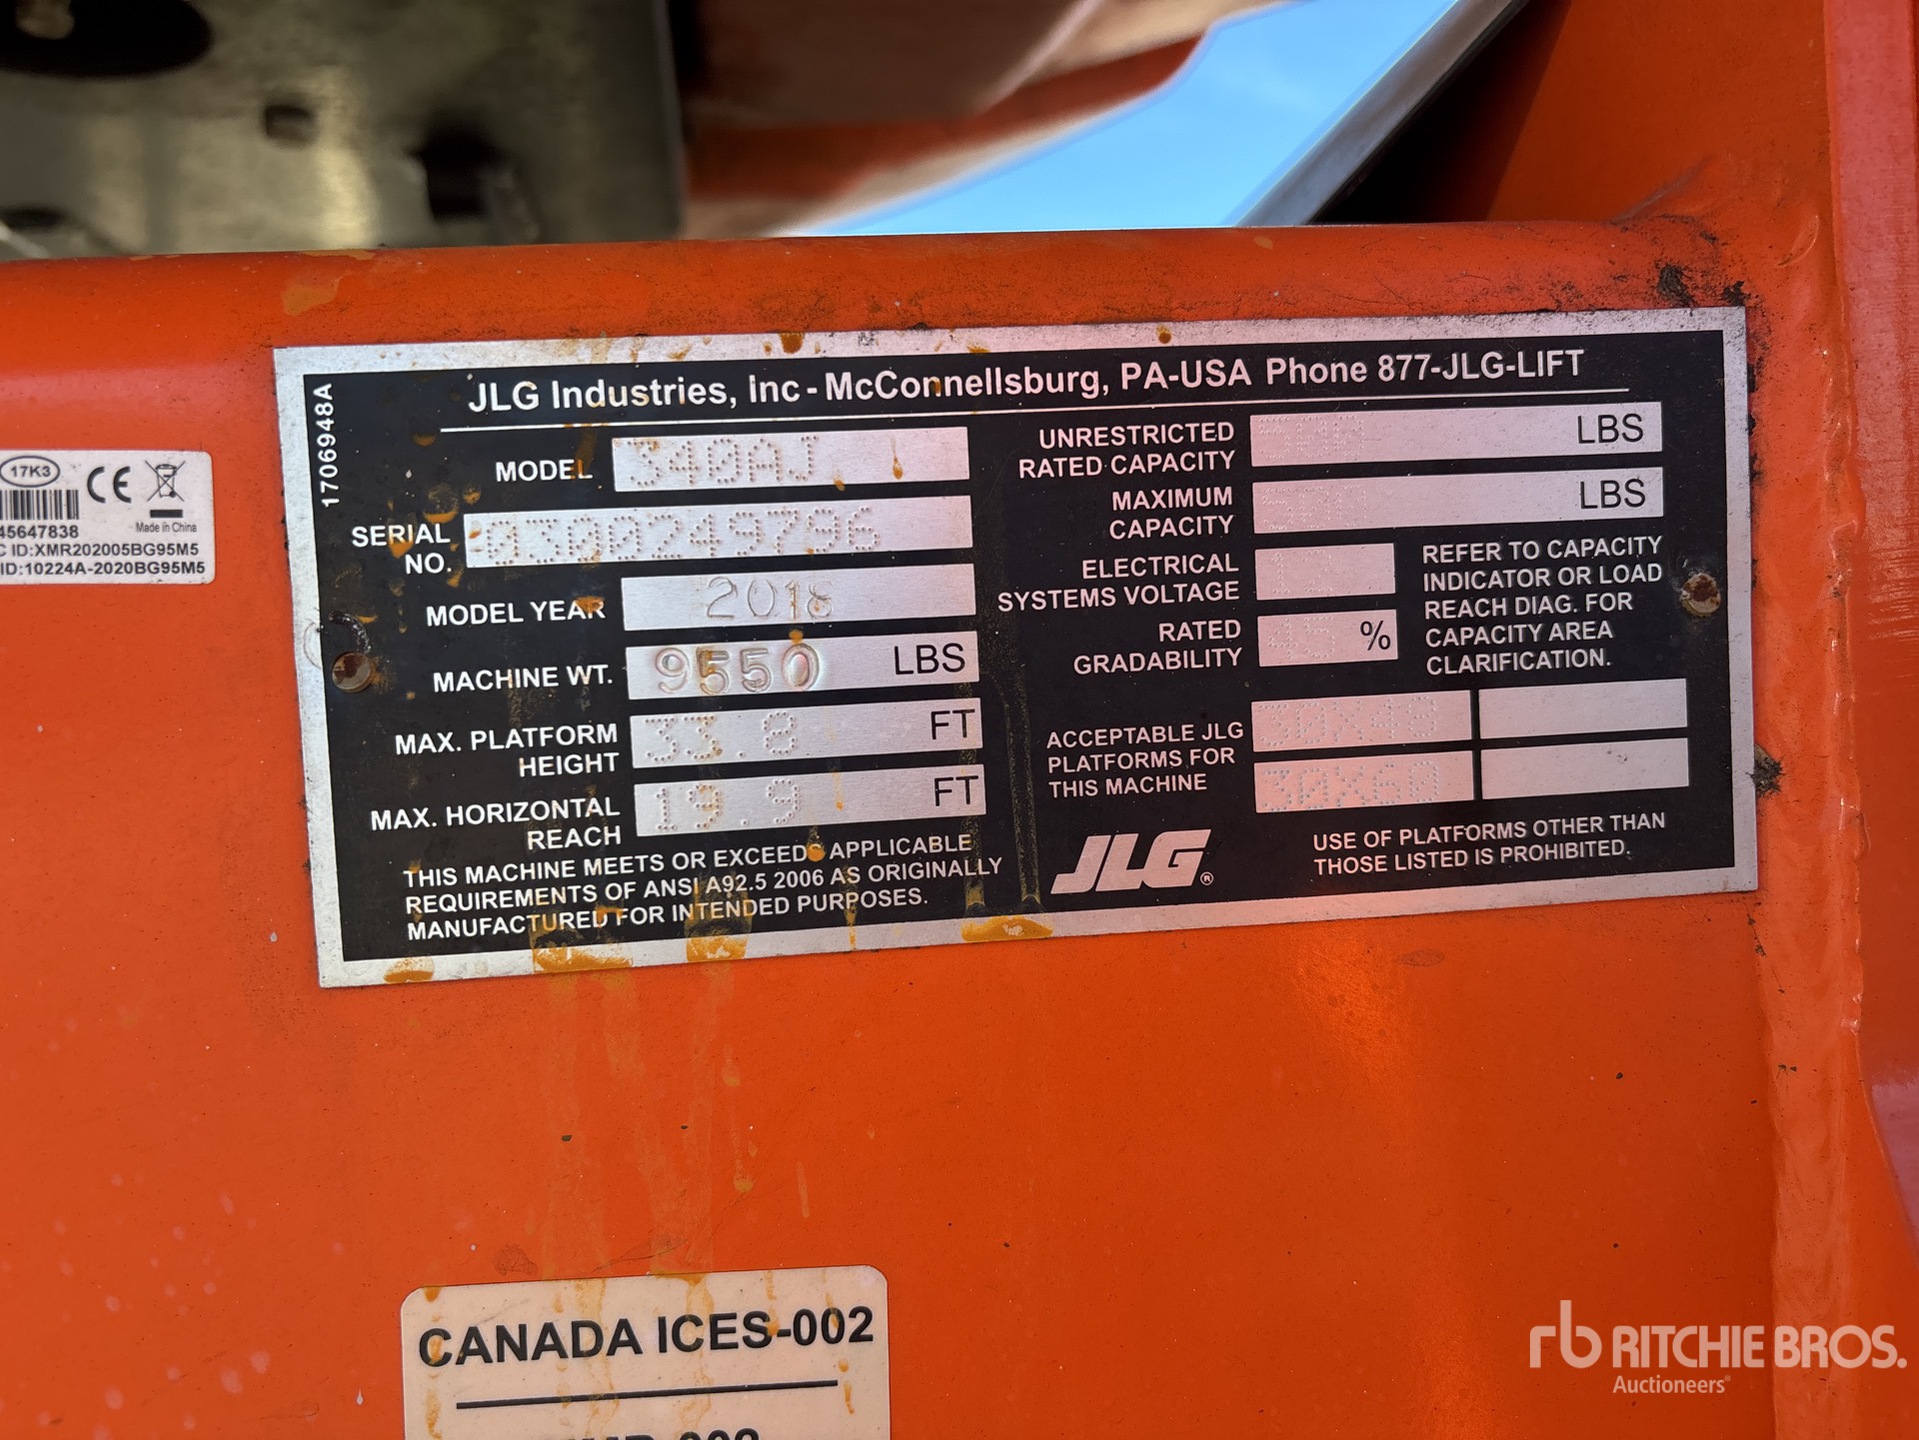 JLG Industries, Inc - McConnellsburg, PA-USA Phone 877-JLG-LIFT
1706948A
MODEL 340AJ
SERIAL NO. 0300249796
MODEL YEAR 2018
MACHINE WT. 9550 LBS
MAX. PLATFORM HEIGHT 33.8 FT
MAX. HORIZONTAL REACH 19.9 FT
THIS MACHINE MEETS OR EXCEEDS APPLICABLE
REQUIREMENTS OF ANSI A92.5 2006 AS ORIGINALLY
MANUFACTURED FOR INTENDED PURPOSES.
UNRESTRICTED
RATED CAPACITY LBS
MAXIMUM
CAPACITY LBS
ELECTRICAL
SYSTEMS VOLTAGE 12
RATED
GRADABILITY 45 %
REFER TO CAPACITY
INDICATOR OR LOAD
REACH DIAG. FOR
CAPACITY AREA
CLARIFICATION.
ACCEPTABLE JLG
PLATFORMS FOR
THIS MACHINE
30X48
30X60
JLG®
USE OF PLATFORMS OTHER THAN
THOSE LISTED IS PROHIBITED.
17K3 CE
45647838
Made in China
C ID:XMR202005BG95M5
ID:10224A-2020BG95M5
CANADA ICES-002
rb RITCHIE BROS.
Auctioneers®